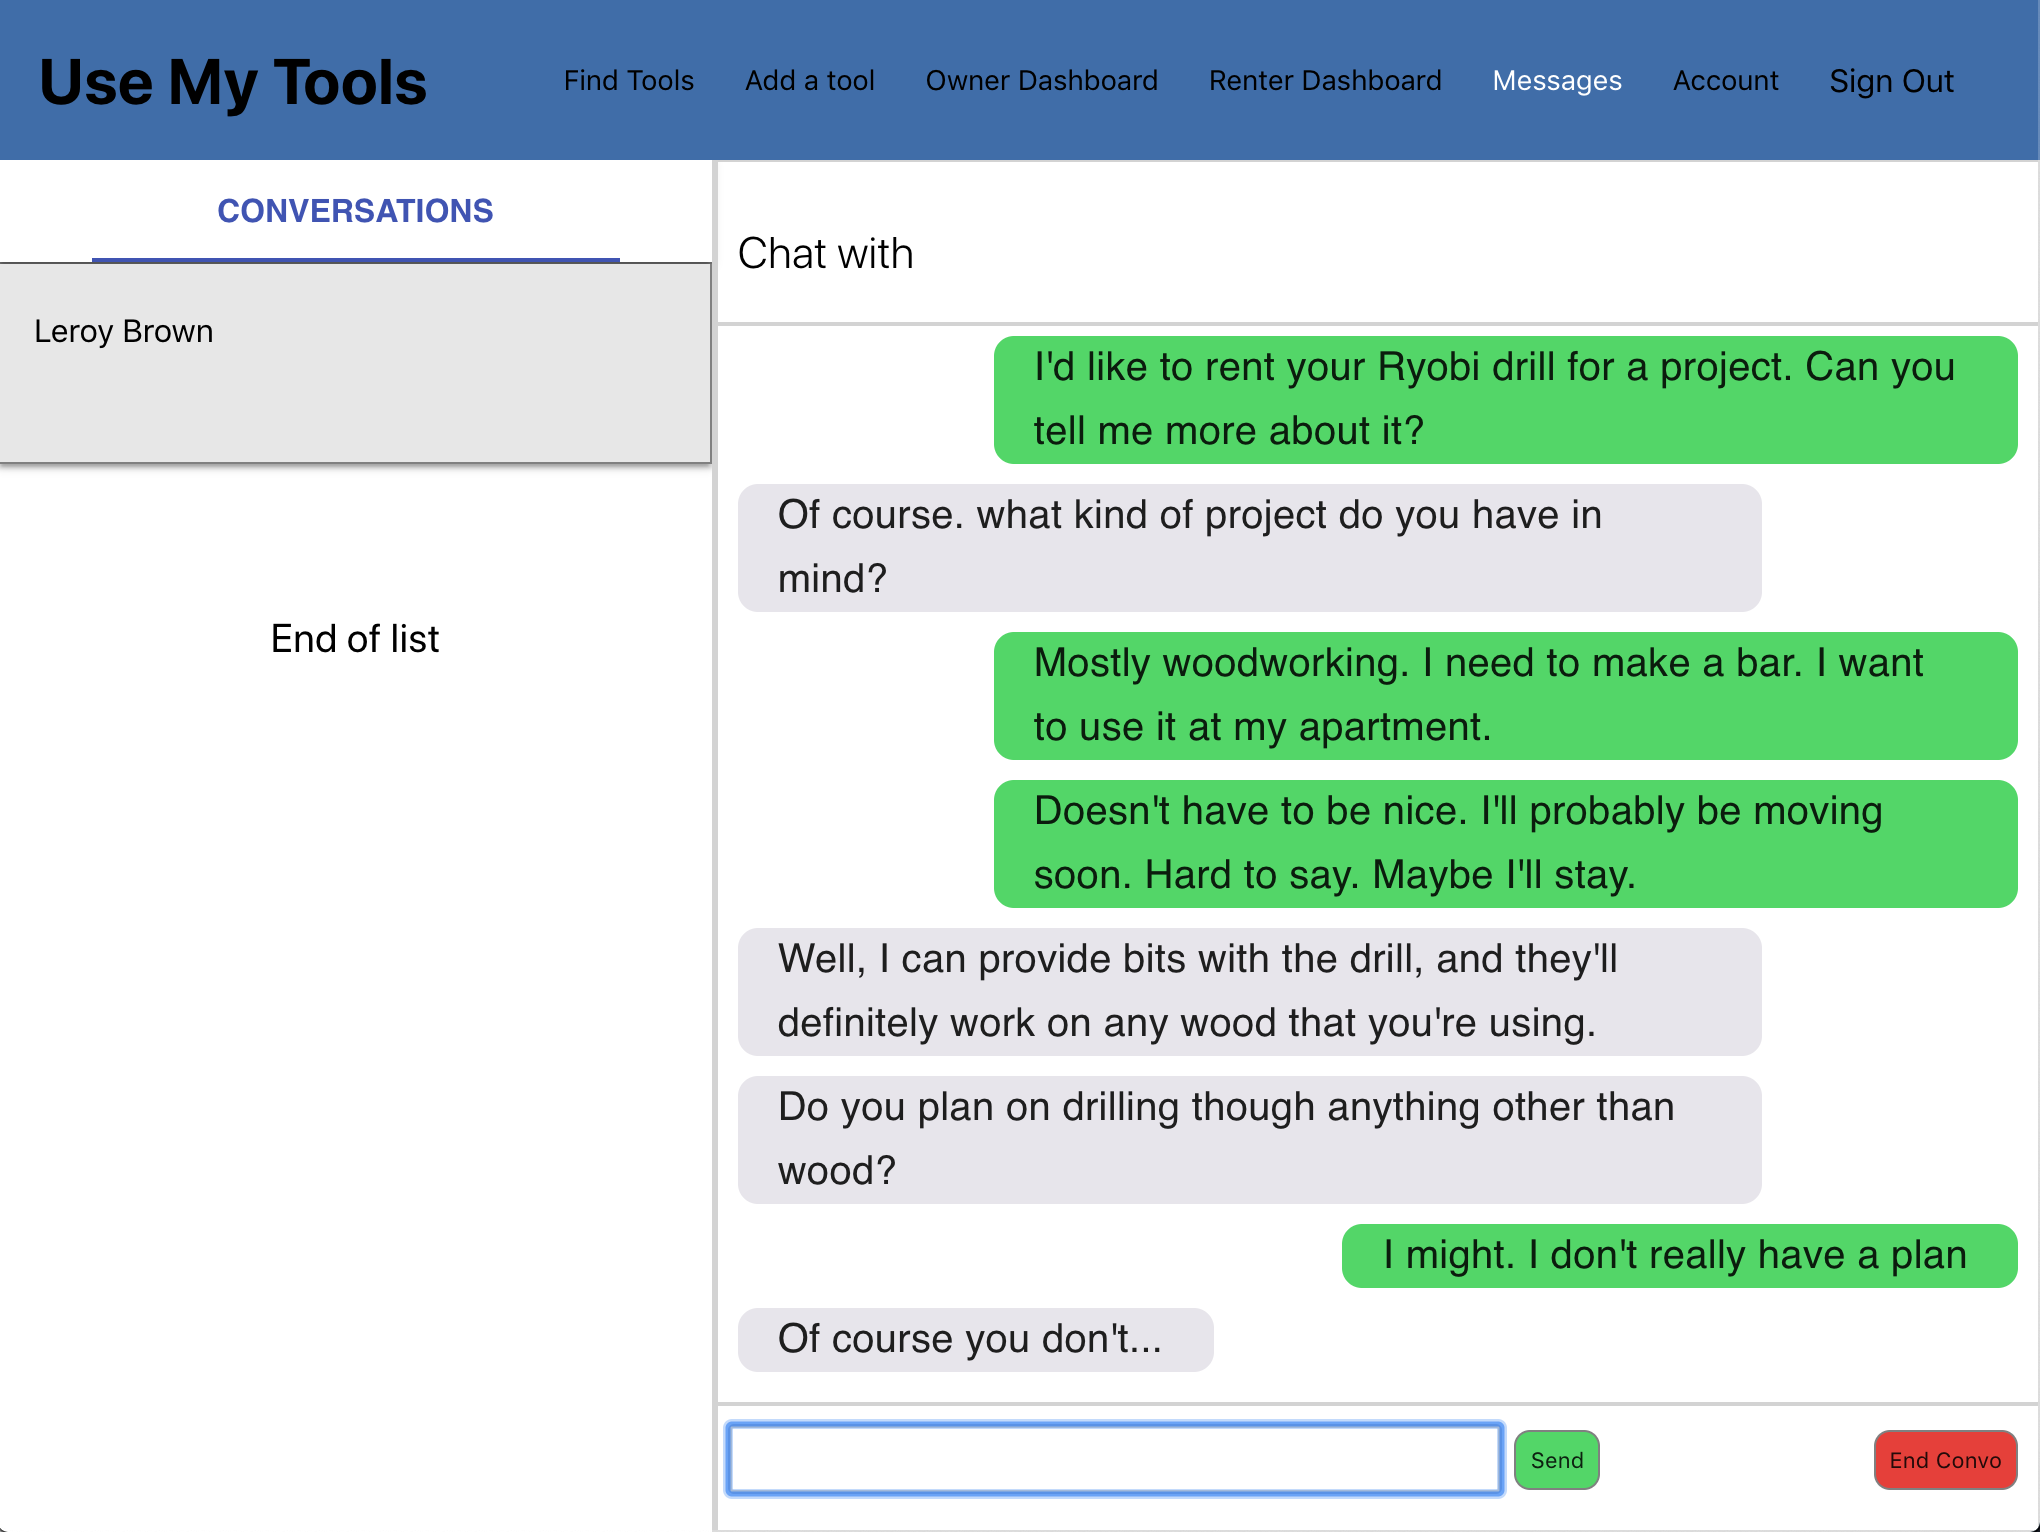 Use My Tools
Find Tools Add a tool Owner Dashboard Renter Dashboard Messages Account Sign Out
CONVERSATIONS
Leroy Brown
End of list
Chat with
I'd like to rent your Ryobi drill for a project. Can you
tell me more about it?
Of course. what kind of project do you have in
mind?
Mostly woodworking. I need to make a bar. I want
to use it at my apartment.
Doesn't have to be nice. I'll probably be moving
soon. Hard to say. Maybe I'll stay.
Well, I can provide bits with the drill, and they'll
definitely work on any wood that you're using.
Do you plan on drilling though anything other than
wood?
I might. I don't really have a plan
Of course you don't...
Send
End Convo